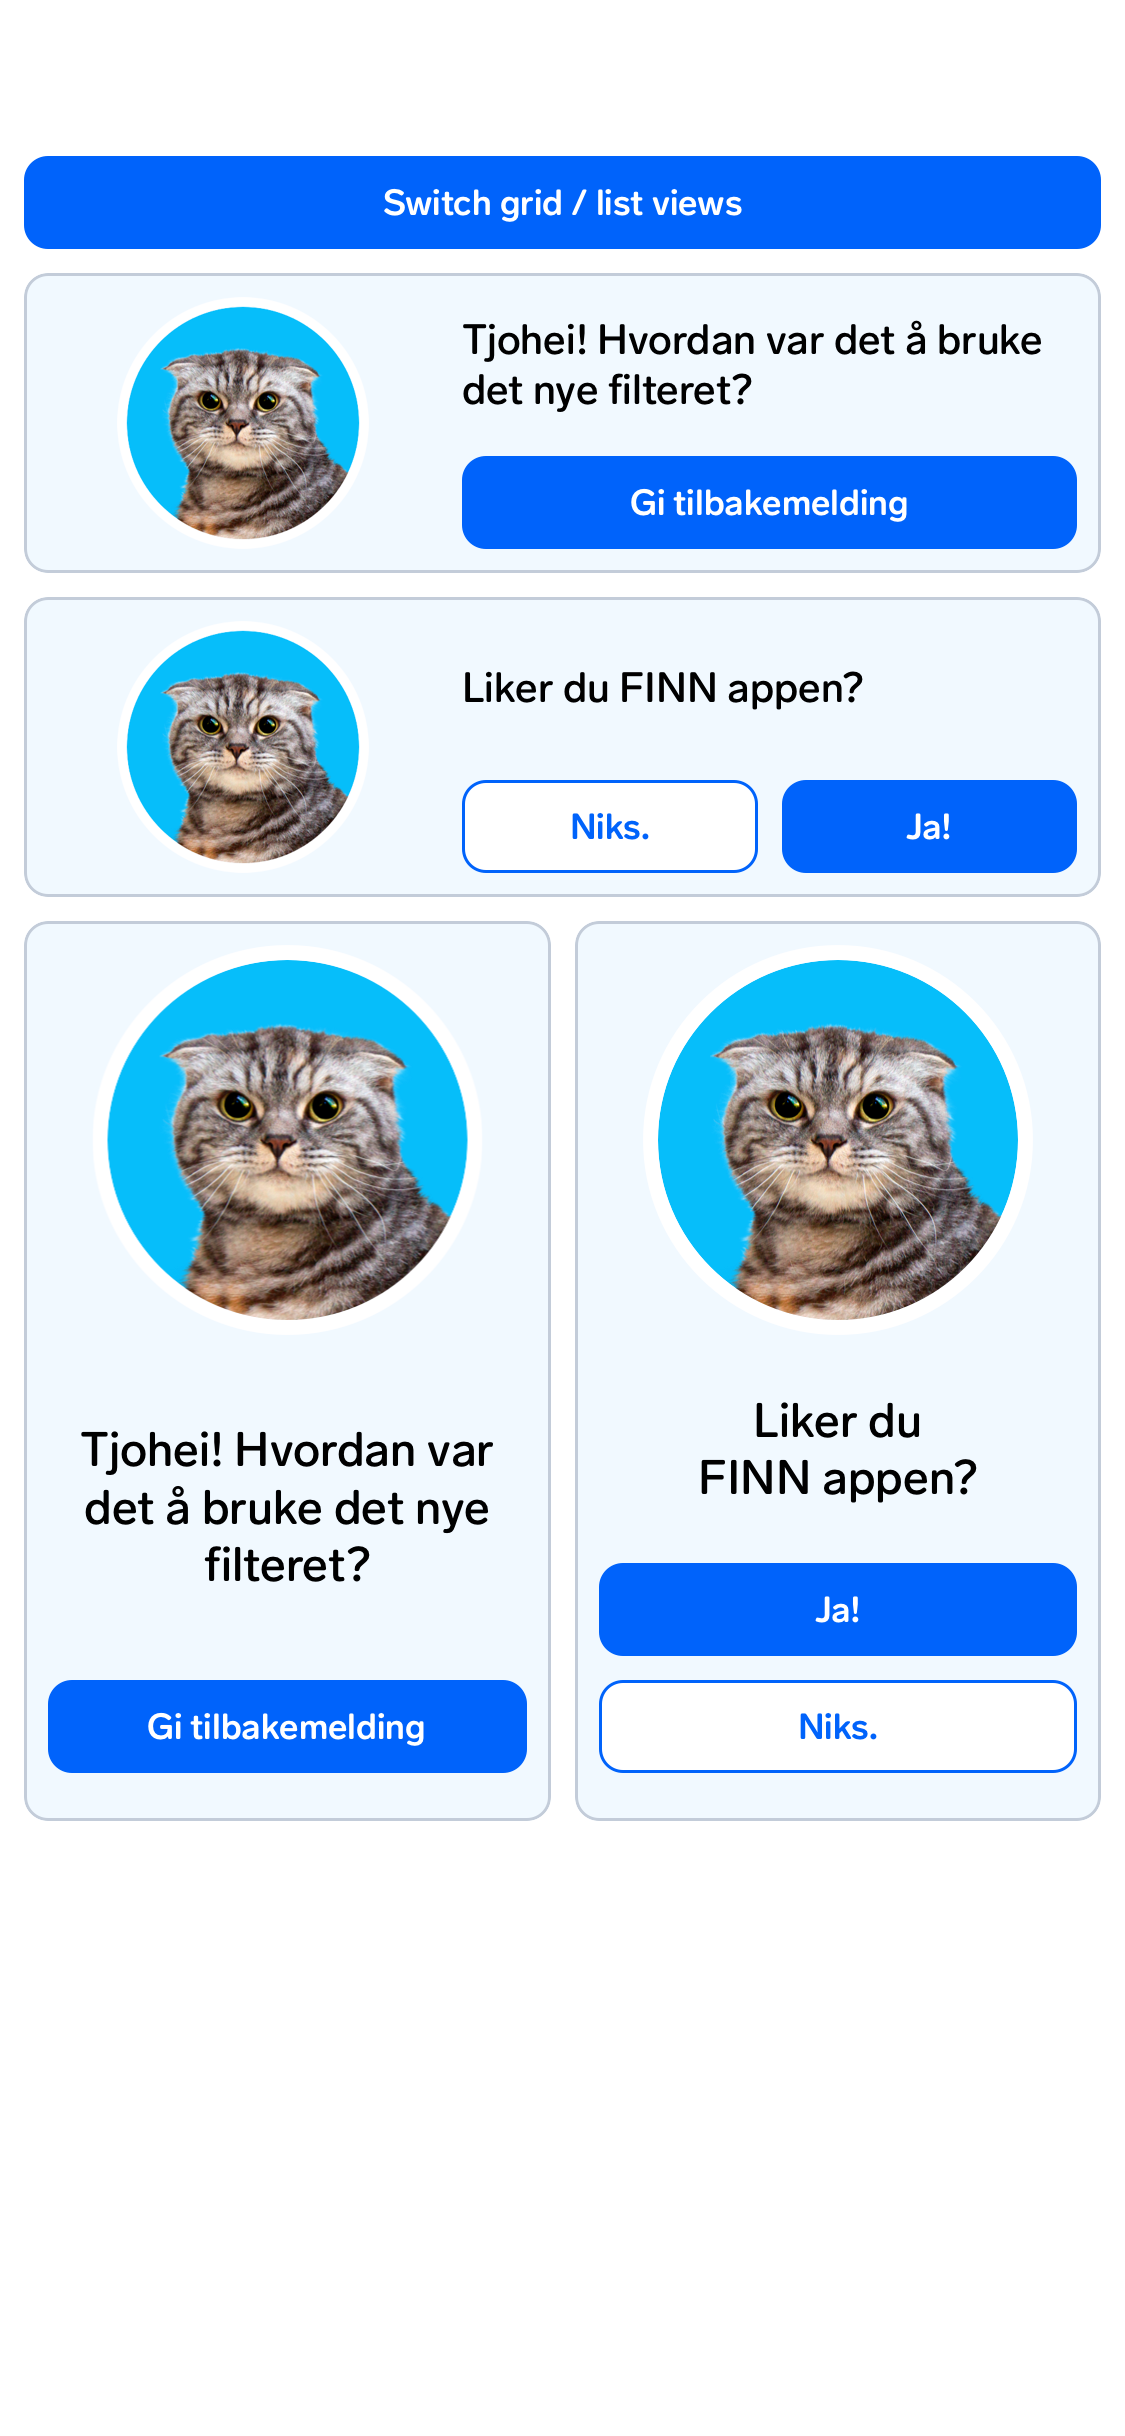 Switch grid / list views
Tjohei! Hvordan var det å bruke
det nye filteret?
Gi tilbakemelding
Liker du FINN appen?
Niks.
Ja!
Tjohei! Hvordan var
det å bruke det nye
filteret?
Gi tilbakemelding
Liker du
FINN appen?
Ja!
Niks.